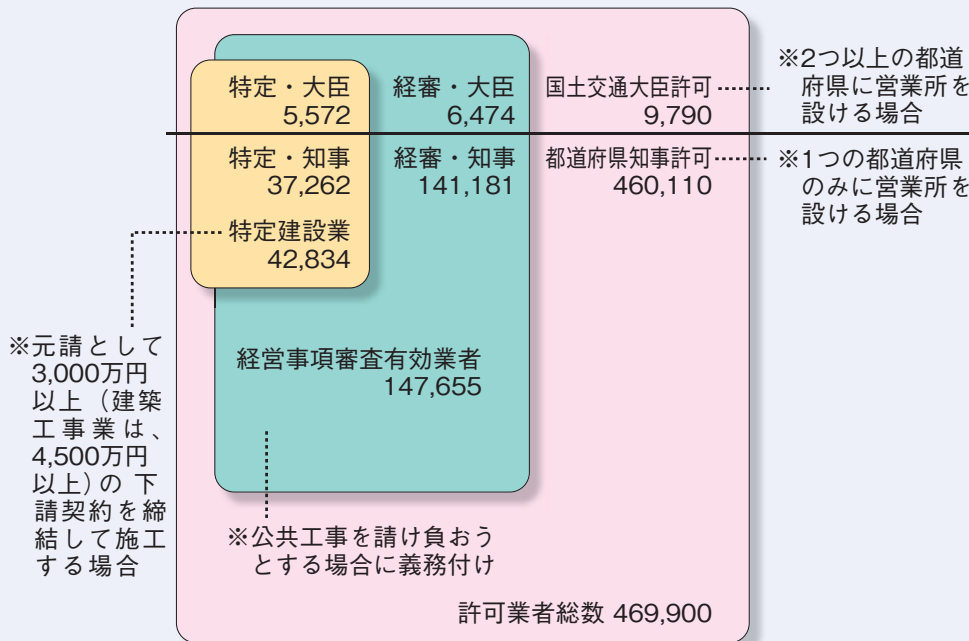 特定・大臣
5,572
経審・大臣
6,474
国土交通大臣許可
9,790
※2つ以上の都道
府県に営業所を
設ける場合
特定・知事
37,262
経審・知事
141,181
都道府県知事許可
460,110
※1つの都道府県
のみに営業所を
設ける場合
特定建設業
42,834
※元請として
3,000万円
以上（建築
工事業は、
4,500万円
以上）の下
請契約を締
結して施工
する場合
経営事項審査有効業者
147,655
※公共工事を請け負おう
とする場合に義務付け
許可業者総数 469,900